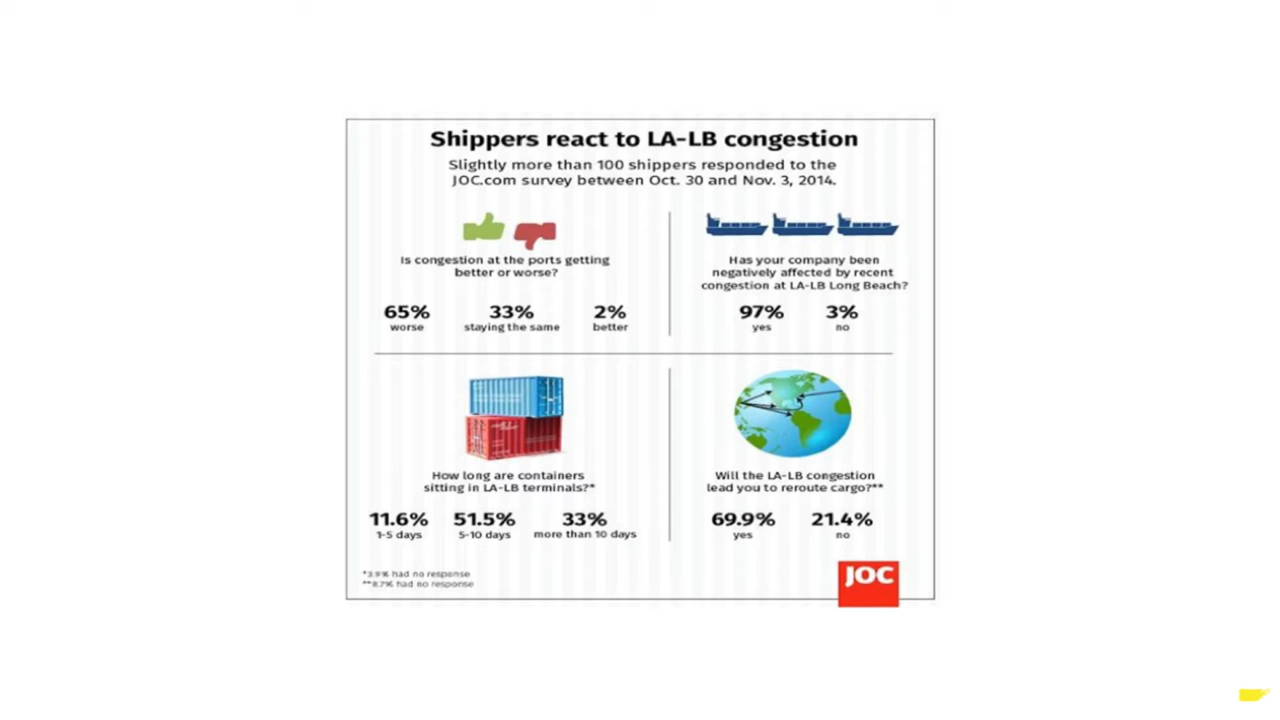 Shippers react to LA-LB congestion
Slightly more than 100 shippers responded to the
JOC.com survey between Oct. 30 and Nov. 3, 2014.
Is congestion at the ports getting
better or worse?
65% 33% 2%
worse staying the same better
Has your company been
negatively affected by recent
congestion at LA-LB Long Beach?
97% 3%
yes no
How long are containers
sitting in LA-LB terminals?*
11.6% 51.5% 33%
1-5 days 5-10 days more than 10 days
Will the LA-LB congestion
lead you to reroute cargo?**
69.9% 21.4%
yes no
*3.9% had no response
**8.7% had no response
JOC